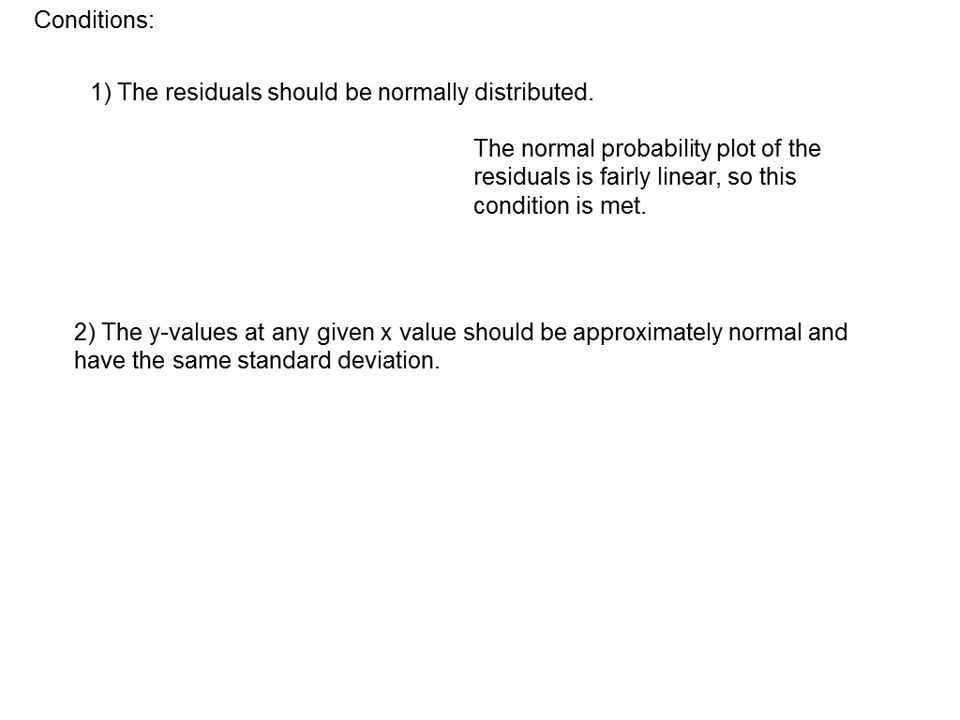 Conditions:
1) The residuals should be normally distributed.
The normal probability plot of the
residuals is fairly linear, so this
condition is met.
2) The y-values at any given x value should be approximately normal and
have the same standard deviation.